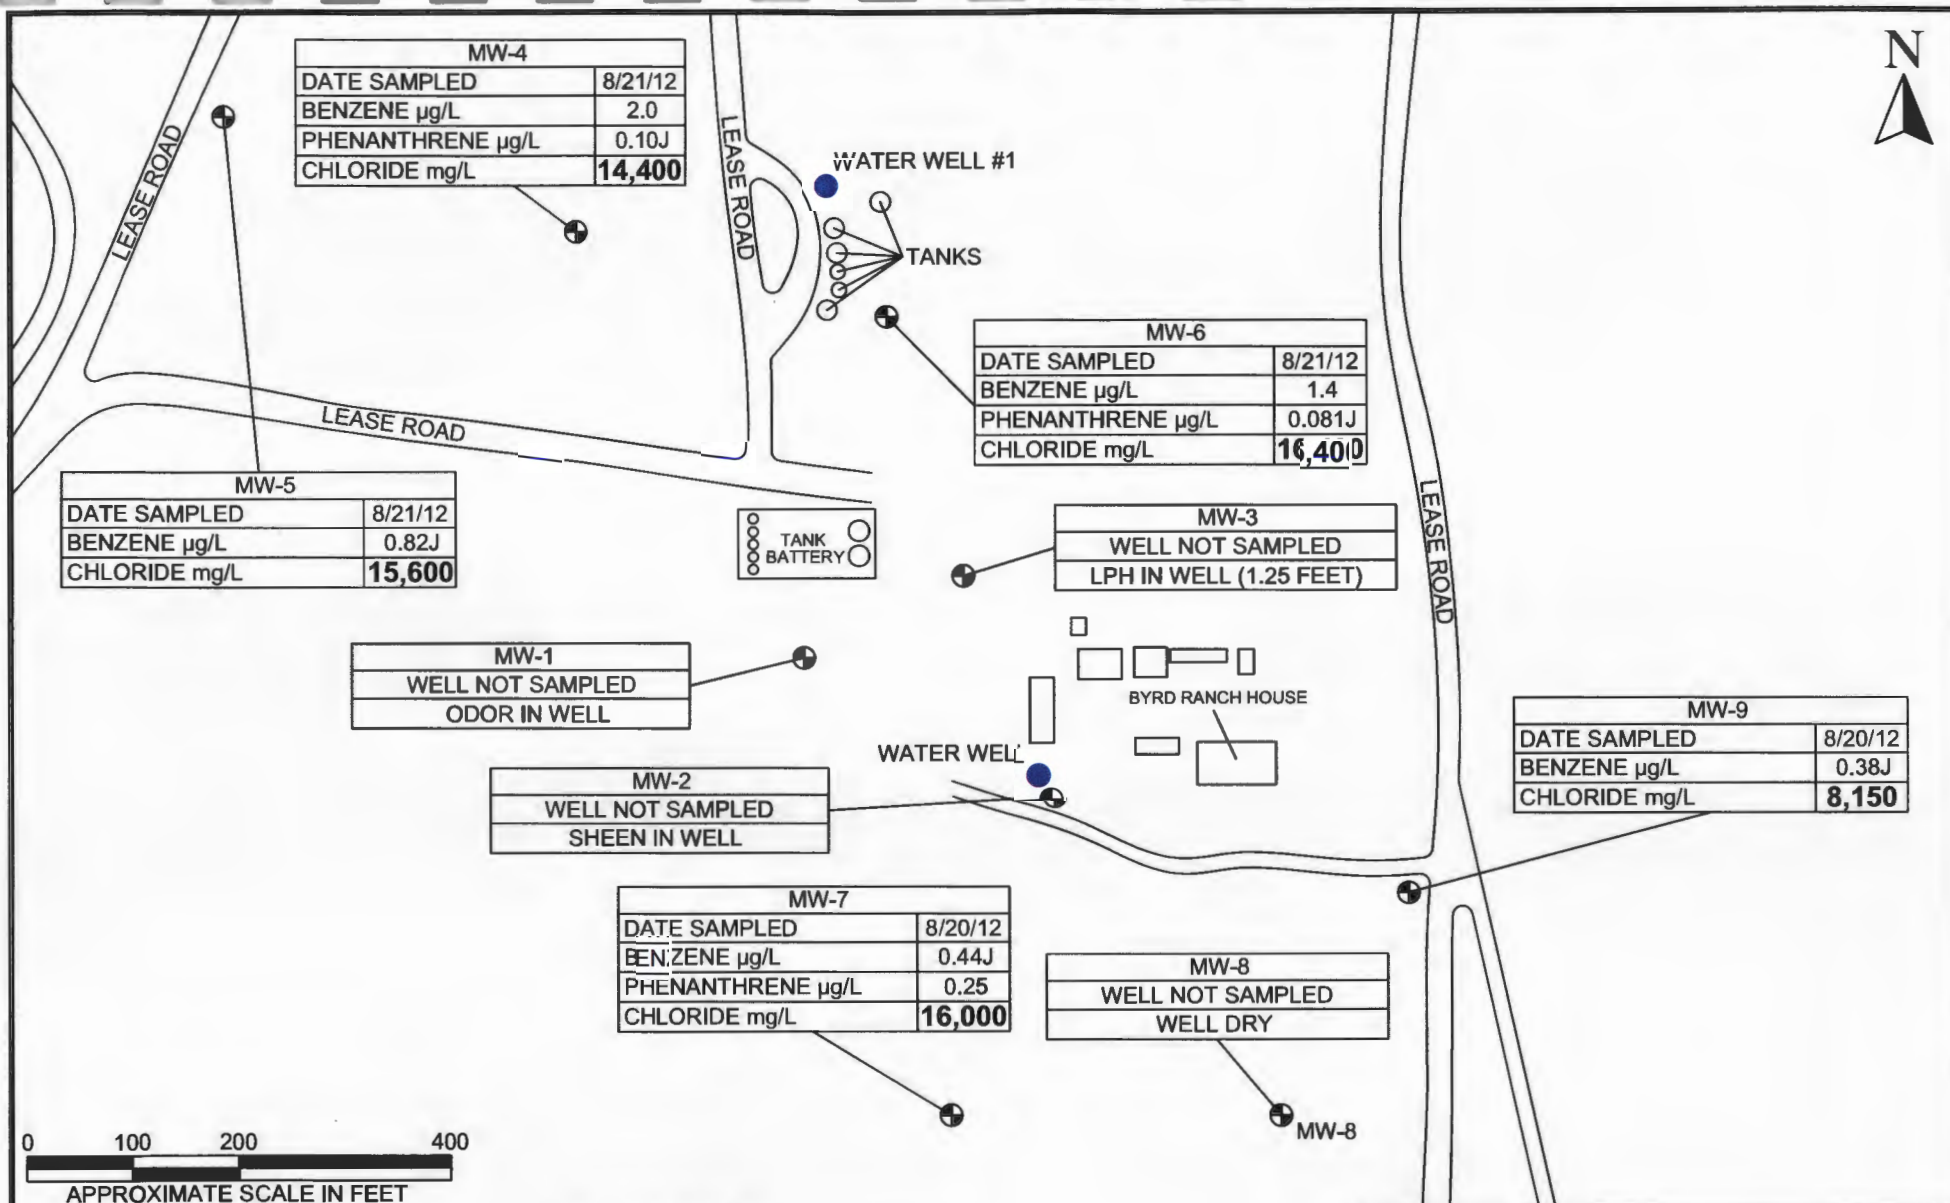 N
MW-4
DATE SAMPLED 8/21/12
BENZENE µg/L 2.0
PHENANTHRENE µg/L 0.10J
CHLORIDE mg/L 14,400
LEASE ROAD
LEASE ROAD
WATER WELL #1
TANKS
MW-6
DATE SAMPLED 8/21/12
BENZENE µg/L 1.4
PHENANTHRENE µg/L 0.081J
CHLORIDE mg/L 16,400
LEASE ROAD
MW-5
DATE SAMPLED 8/21/12
BENZENE µg/L 0.82J
CHLORIDE mg/L 15,600
TANK
BATTERY
MW-3
WELL NOT SAMPLED
LPH IN WELL (1.25 FEET)
LEASE ROAD
MW-1
WELL NOT SAMPLED
ODOR IN WELL
BYRD RANCH HOUSE
WATER WELL
MW-2
WELL NOT SAMPLED
SHEEN IN WELL
MW-9
DATE SAMPLED 8/20/12
BENZENE µg/L 0.38J
CHLORIDE mg/L 8,150
MW-7
DATE SAMPLED 8/20/12
BENZENE µg/L 0.44J
PHENANTHRENE µg/L 0.25
CHLORIDE mg/L 16,000
MW-8
WELL NOT SAMPLED
WELL DRY
MW-8
0 100 200 400
APPROXIMATE SCALE IN FEET